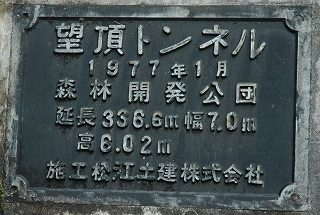 望頂トンネル
1977年1月
森林開発公団
延長336.6m幅7.0m
高6.02m
施工松江土建株式会社